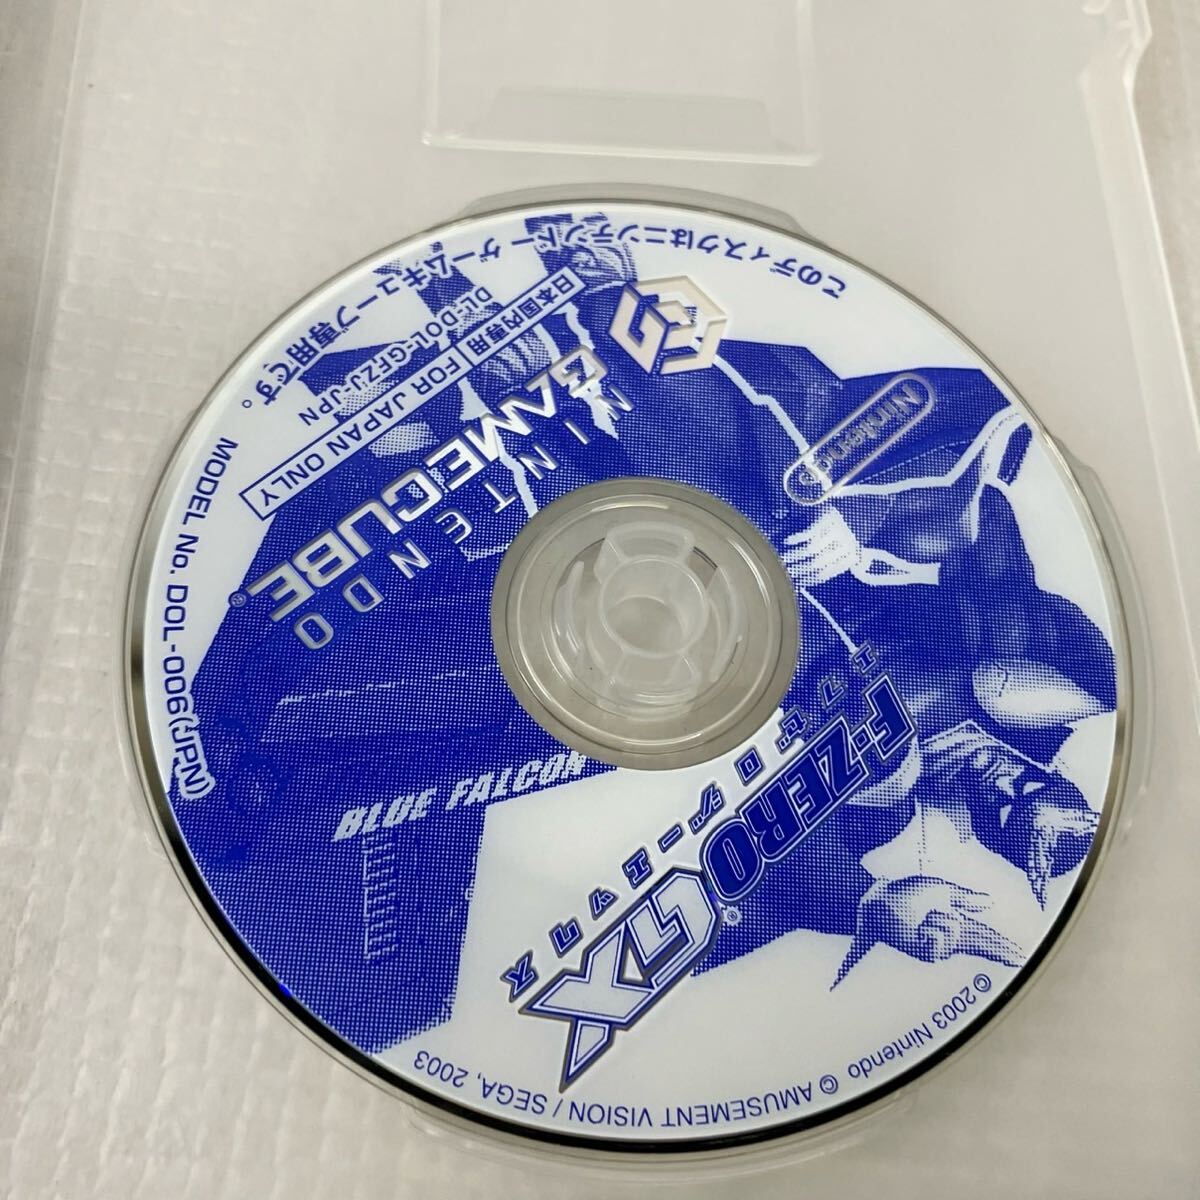 このディスクはニンテンドー ゲームキューブ専用です。
Nintendo
NINTENDO
GAMECUBE®
日本国内専用 FOR JAPAN ONLY
DL-DOL-GFZJ-JPN
MODEL No. DOL-006(JPN)
BLUE FALCON
エフゼロ ジーエックス
F-ZERO GX®
©2003 Nintendo © AMUSEMENT VISION / SEGA, 2003